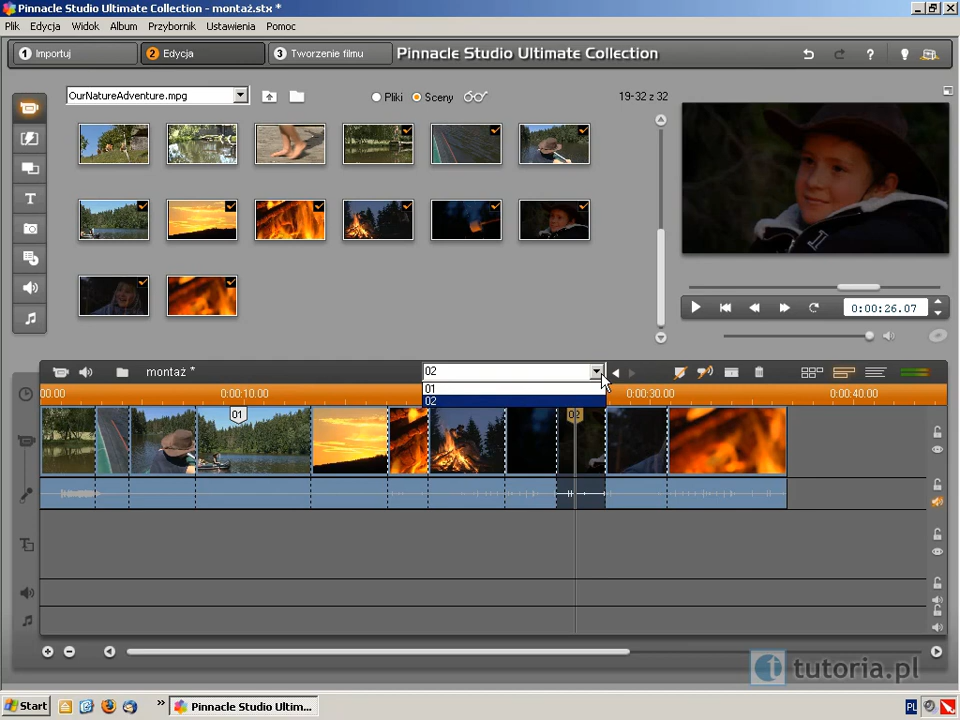 Pinnacle Studio Ultimate Collection - montaż.stx *
Plik Edycja Widok Album Przybornik Ustawienia Pomoc
1 Importuj 2 Edycja 3 Tworzenie filmu Pinnacle Studio Ultimate Collection
OurNatureAdventure.mpg Pliki Sceny 19-32 z 32
T
0:00:26.07
montaż * 02
01
02
00.00 0:00:10.00 0:00:30.00 0:00:40.00
01 02
t tutoria.pl
Start » Pinnacle Studio Ultim... PL